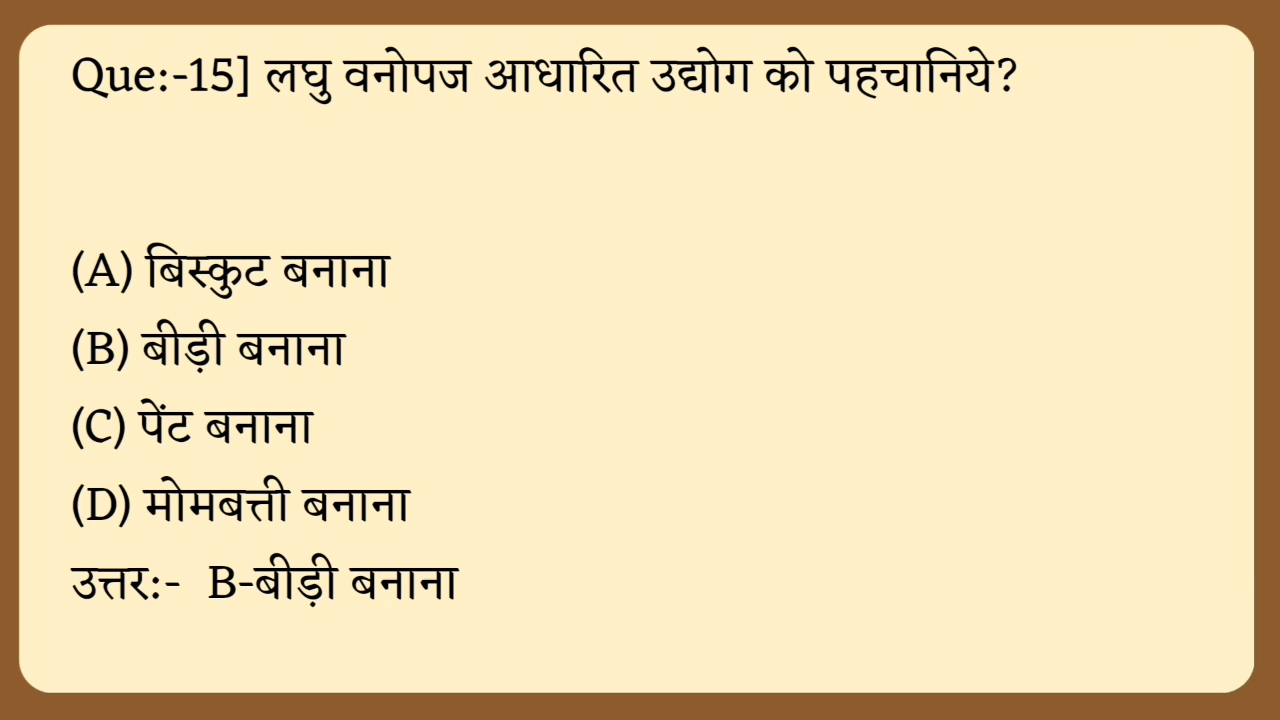 Que:-15] लघु वनोपज आधारित उद्योग को पहचानिये?
(A) बिस्कुट बनाना
(B) बीड़ी बनाना
(C) पेंट बनाना
(D) मोमबत्ती बनाना
उत्तर:- B-बीड़ी बनाना